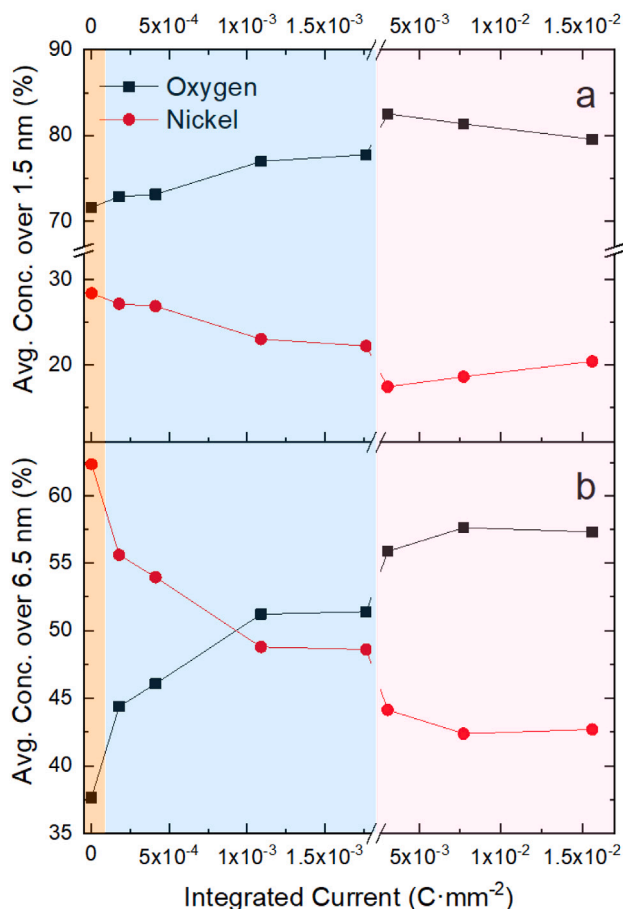 0 5x10⁻⁴ 1x10⁻³ 1.5x10⁻³ 5x10⁻³ 1x10⁻² 1.5x10⁻²
90
Oxygen
Nickel
a
80
70
30
20
Avg. Conc. over 1.5 nm (%)
b
60
55
50
45
40
35
Avg. Conc. over 6.5 nm (%)
0 5x10⁻⁴ 1x10⁻³ 1.5x10⁻³ 5x10⁻³ 1x10⁻² 1.5x10⁻²
Integrated Current (C·mm⁻²)